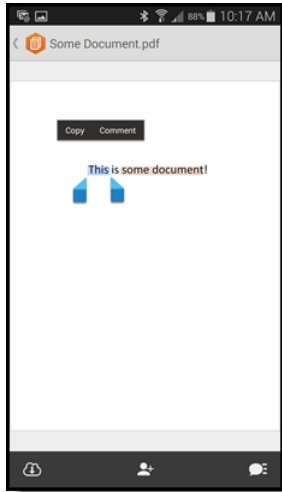 88% 10:17 AM
Some Document.pdf
Copy Comment
This is some document!